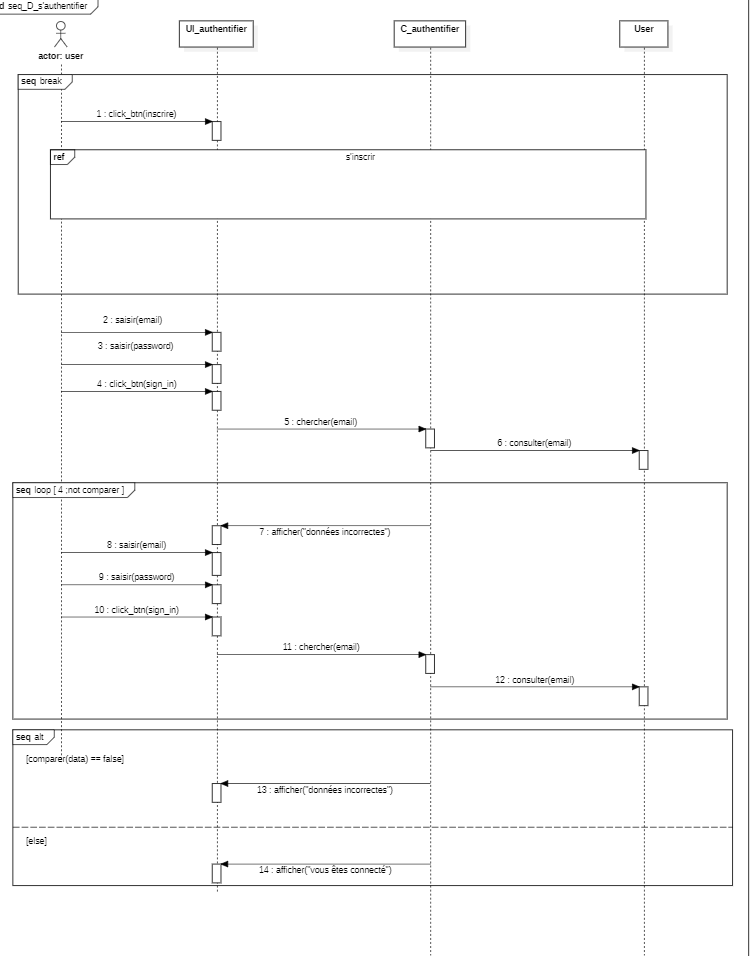 d seq_D_s'authentifier
actor: user
UI_authentifier
C_authentifier
User
seq break
1 : click_btn(inscrire)
ref
s'inscrir
2 : saisir(email)
3 : saisir(password)
4 : click_btn(sign_in)
5 : chercher(email)
6 : consulter(email)
seq loop [ 4 ;not comparer ]
7 : afficher("données incorrectes")
8 : saisir(email)
9 : saisir(password)
10 : click_btn(sign_in)
11 : chercher(email)
12 : consulter(email)
seq alt
[comparer(data) == false]
13 : afficher("données incorrectes")
[else]
14 : afficher("vous êtes connecté")